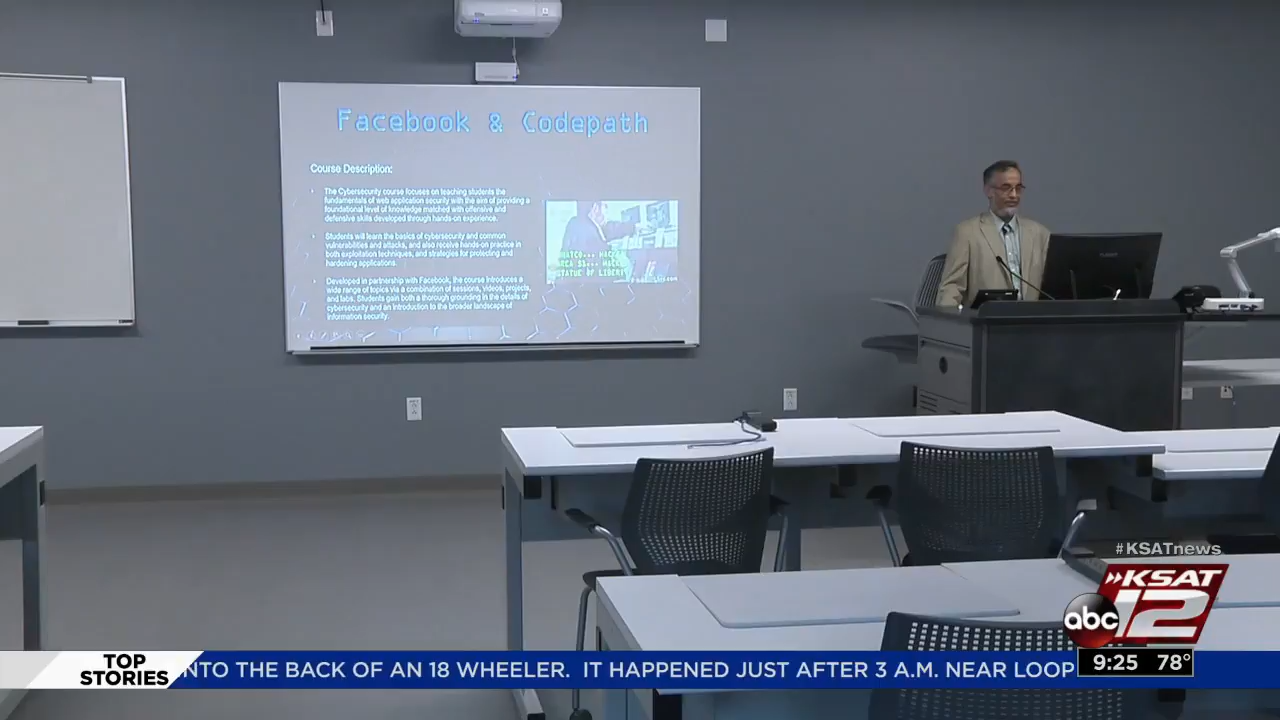 Facebook & Codepath
Course Description:
The Cybersecurity course focuses on teaching students the
fundamentals of web application security with the aim of providing a
foundational level of knowledge matched with offensive and
defensive skills developed through hands-on experience.
Students will learn the basics of cybersecurity and common
vulnerabilities and attacks, and also receive hands-on practice in
both exploitation techniques, and strategies for protecting and
hardening applications.
Developed in partnership with Facebook, the course introduces a
wide range of topics via a combination of sessions, videos, projects,
and labs. Students gain both a thorough grounding in the details of
cybersecurity and an introduction to the broader landscape of
information security.
STATUE OF LIBERT
#KSATnews
KSAT
abc 12
TOP
STORIES
NTO THE BACK OF AN 18 WHEELER. IT HAPPENED JUST AFTER 3 A.M. NEAR LOOP
9:25 78°